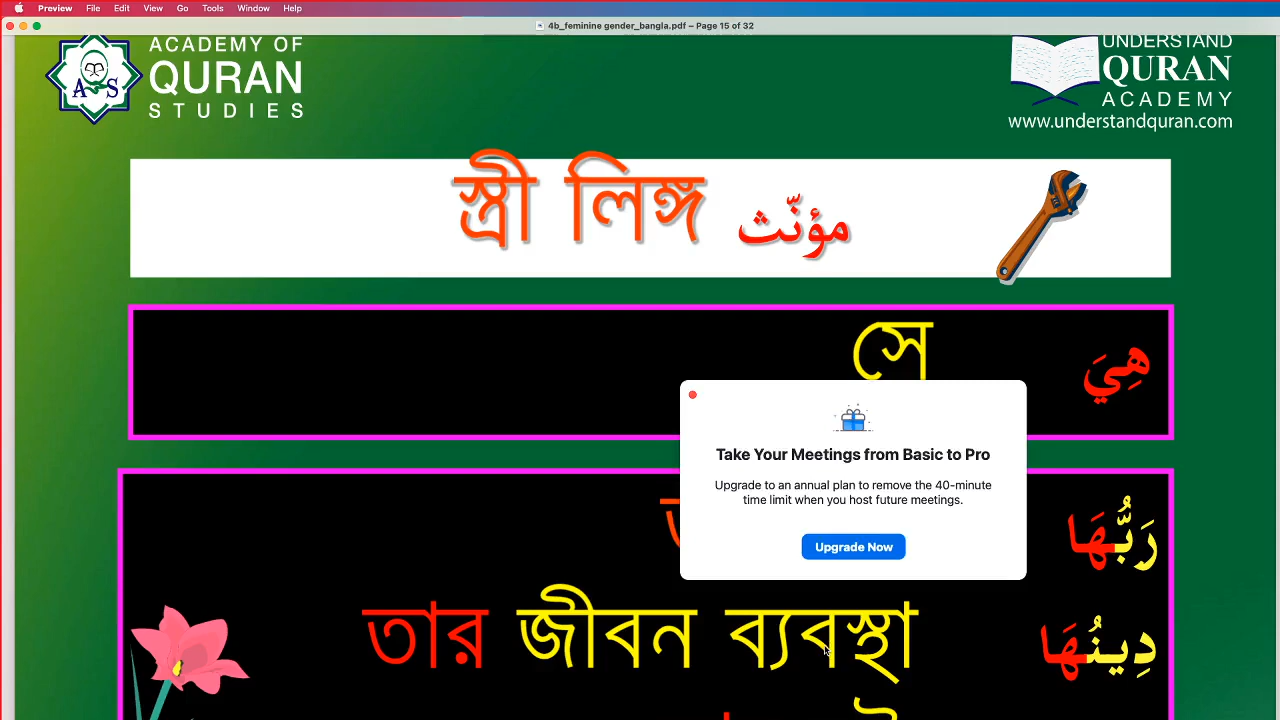 Preview File Edit View Go Tools Window Help
4b_feminine gender_bangla.pdf – Page 15 of 32
ACADEMY OF
QURAN
STUDIES
A S
UNDERSTAND
QURAN
ACADEMY
www.understandquran.com
স্ত্রী লিঙ্গ مؤنّث
সে هِيَ
Take Your Meetings from Basic to Pro
Upgrade to an annual plan to remove the 40-minute
time limit when you host future meetings.
Upgrade Now
رَبُّهَا
তার জীবন ব্যবস্থা دِينُهَا